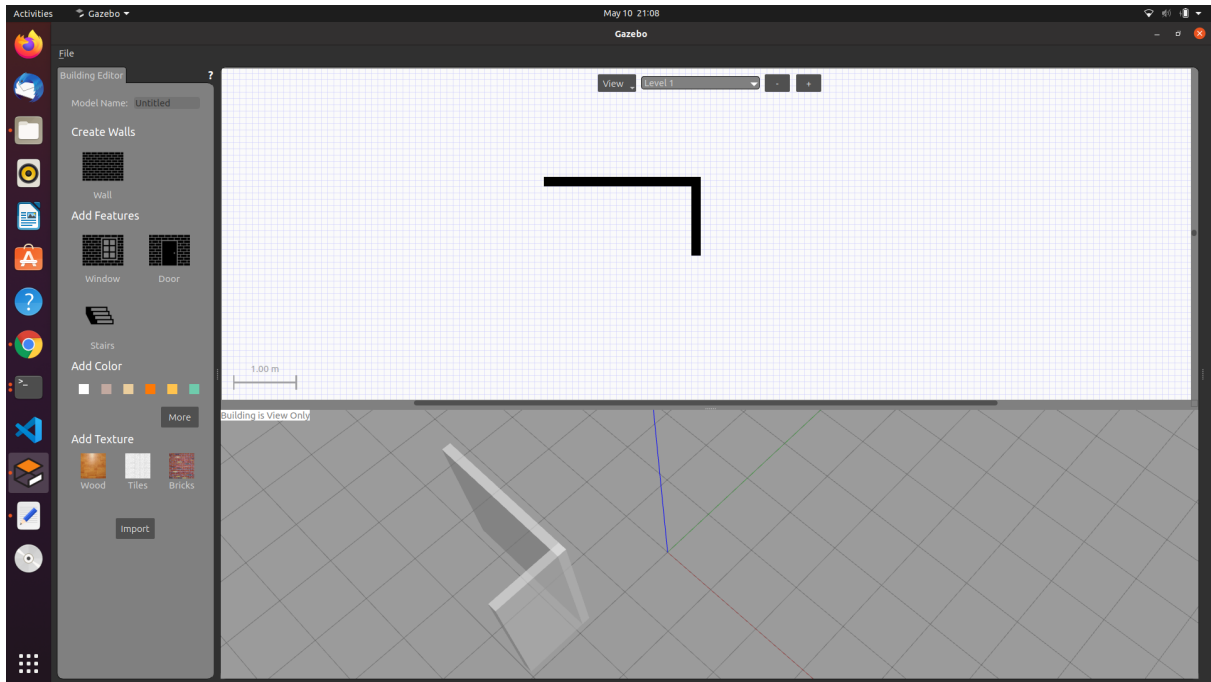 Activities
Gazebo
May 10 21:08
Gazebo
File
Building Editor
?
Model Name: Untitled
Create Walls
Wall
Add Features
Window Door
Stairs
Add Color
More
Add Texture
Wood Tiles Bricks
Import
View Level 1 - +
1.00 m
Building is View Only